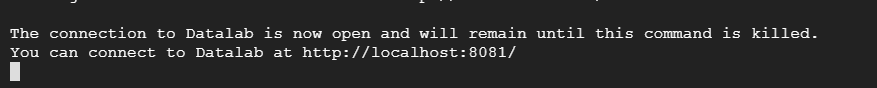 The connection to Datalab is now open and will remain until this command is killed.
You can connect to Datalab at http://localhost:8081/